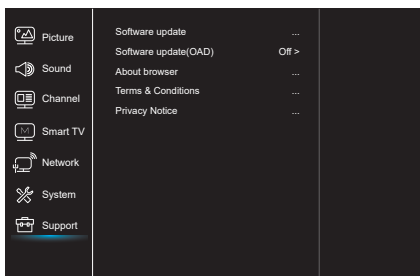 Picture
Sound
Channel
M
Smart TV
Network
System
Support
Software update ...
Software update(OAD) Off >
About browser ...
Terms & Conditions ...
Privacy Notice ...